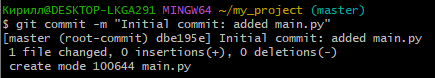 Кирилл@DESKTOP-LKGA291 MINGW64 ~/my_project (master)
$ git commit -m "Initial commit: added main.py"
[master (root-commit) dbe195e] Initial commit: added main.py
 1 file changed, 0 insertions(+), 0 deletions(-)
 create mode 100644 main.py